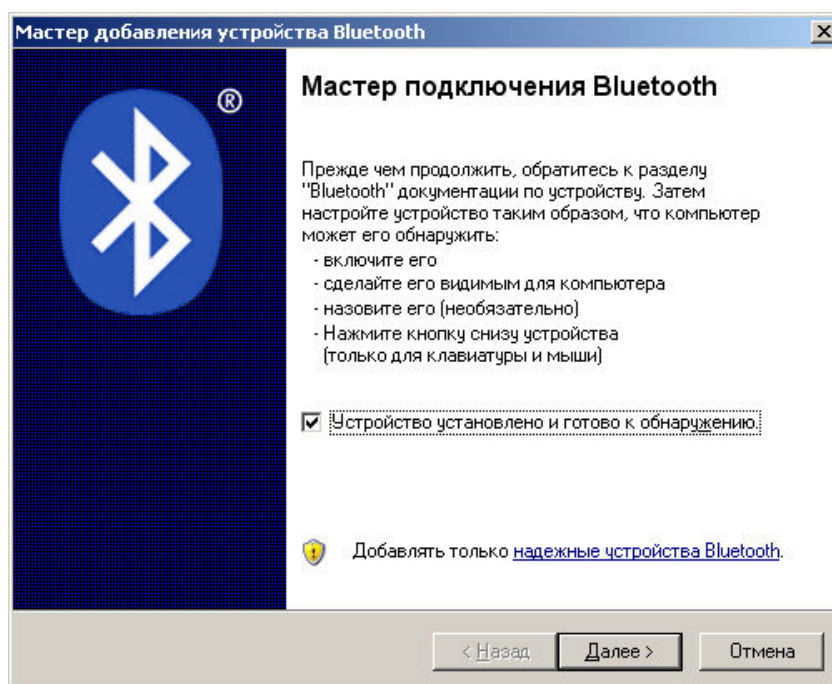 Мастер добавления устройства Bluetooth
®
Мастер подключения Bluetooth
Прежде чем продолжить, обратитесь к разделу
"Bluetooth" документации по устройству. Затем
настройте устройство таким образом, что компьютер
может его обнаружить:
- включите его
- сделайте его видимым для компьютера
- назовите его (необязательно)
- Нажмите кнопку снизу устройства
(только для клавиатуры и мыши)
Устройство установлено и готово к обнаружению.
Добавлять только надежные устройства Bluetooth.
< Назад Далее > Отмена